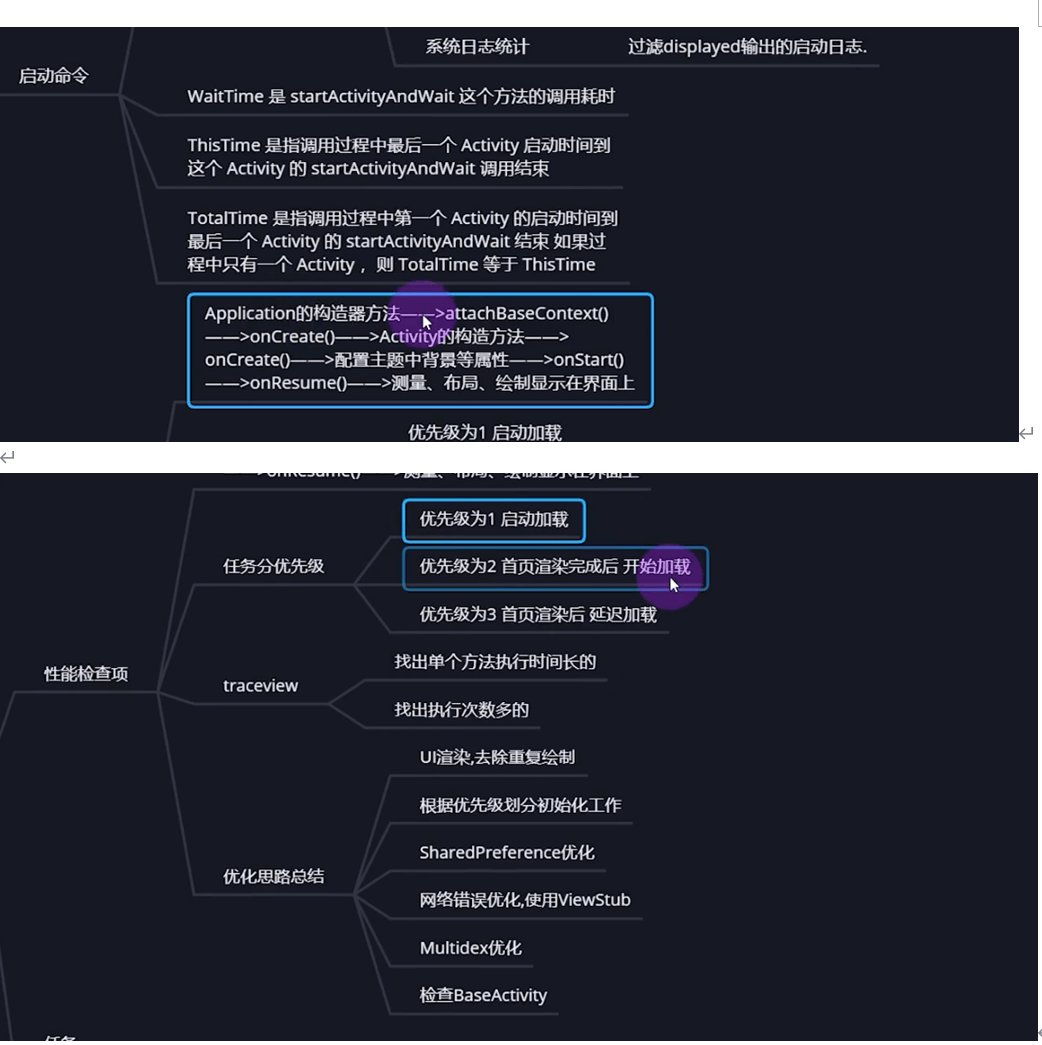 系统日志统计
过滤displayed输出的启动日志.
启动命令
WaitTime 是 startActivityAndWait 这个方法的调用耗时
ThisTime 是指调用过程中最后一个 Activity 启动时间到
这个 Activity 的 startActivityAndWait 调用结束
TotalTime 是指调用过程中第一个 Activity 的启动时间到
最后一个 Activity 的 startActivityAndWait 结束 如果过
程中只有一个 Activity ，则 TotalTime 等于 ThisTime
Application的构造器方法——>attachBaseContext()
——>onCreate()——>Activity的构造方法——>
onCreate()——>配置主题中背景等属性——>onStart()
——>onResume()——>测量、布局、绘制显示在界面上
优先级为1 启动加载
——>onResume()——>测量、布局、绘制显示在界面上
优先级为1 启动加载
任务分优先级
优先级为2 首页渲染完成后 开始加载
优先级为3 首页渲染后 延迟加载
性能检查项
找出单个方法执行时间长的
traceview
找出执行次数多的
UI渲染,去除重复绘制
根据优先级划分初始化工作
SharedPreference优化
优化思路总结
网络错误优化,使用ViewStub
Multidex优化
检查BaseActivity
任务